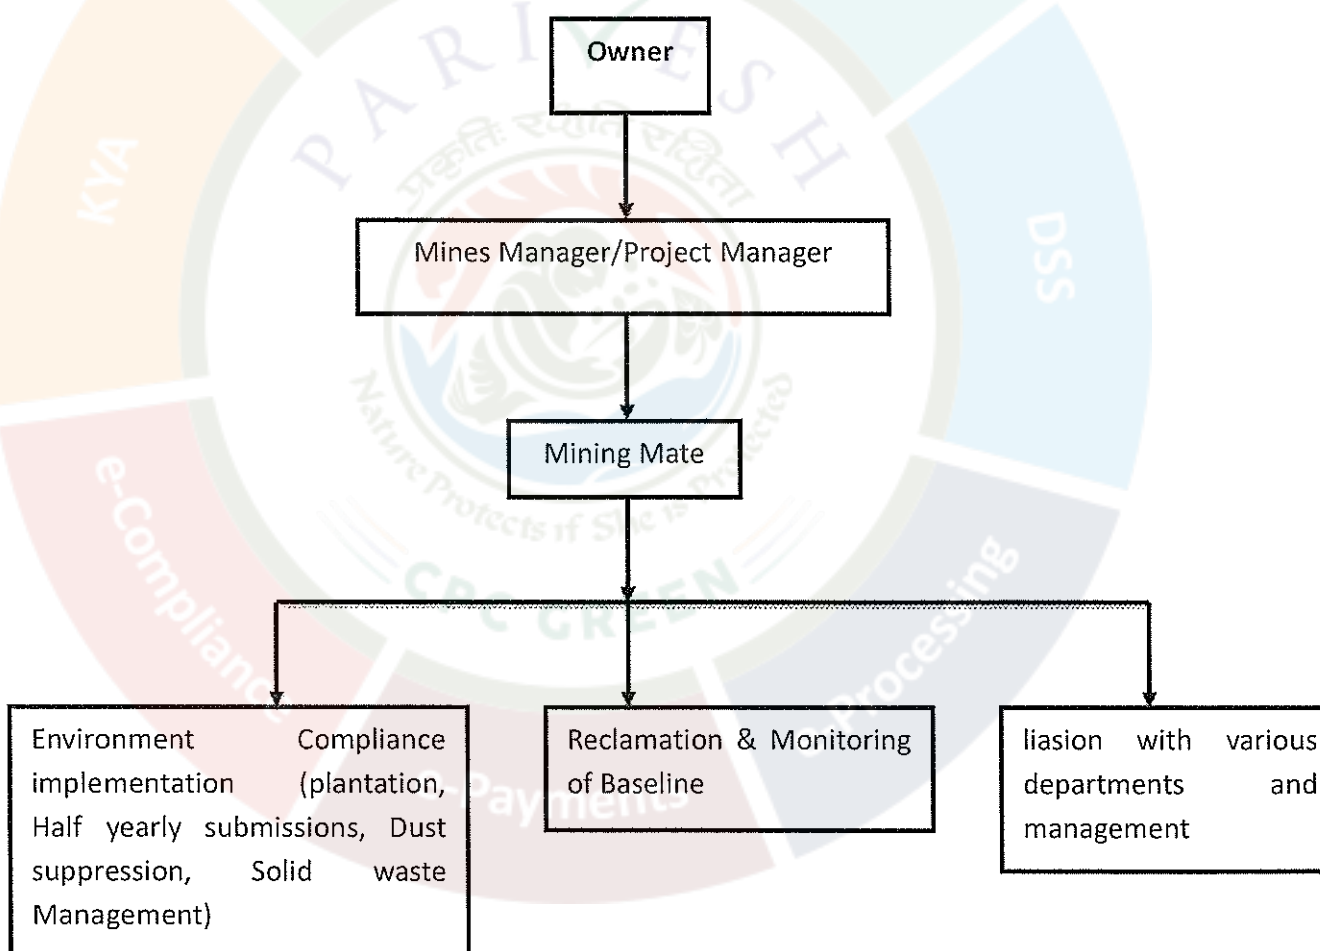 Owner
Mines Manager/Project Manager
Mining Mate
Environment Compliance
implementation (plantation,
Half yearly submissions, Dust
suppression, Solid waste
Management)
Reclamation & Monitoring
of Baseline
liasion with various
departments and
management
PARIVESH
KYA
DSS
e-Compliance
e-Payments
e-Processing
Nature Protects if She is Protected
CPC GREEN